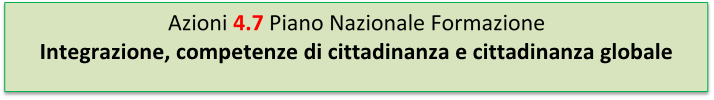 Azioni 4.7 Piano Nazionale Formazione
Integrazione, competenze di cittadinanza e cittadinanza globale